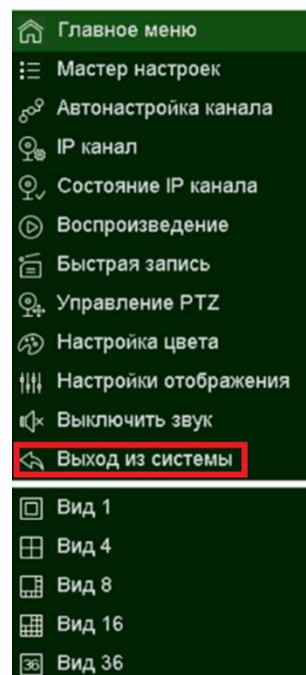 Главное меню
Мастер настроек
Автонастройка канала
IP канал
Состояние IP канала
Воспроизведение
Быстрая запись
Управление PTZ
Настройка цвета
Настройки отображения
Выключить звук
Выход из системы
Вид 1
Вид 4
Вид 8
Вид 16
36 Вид 36